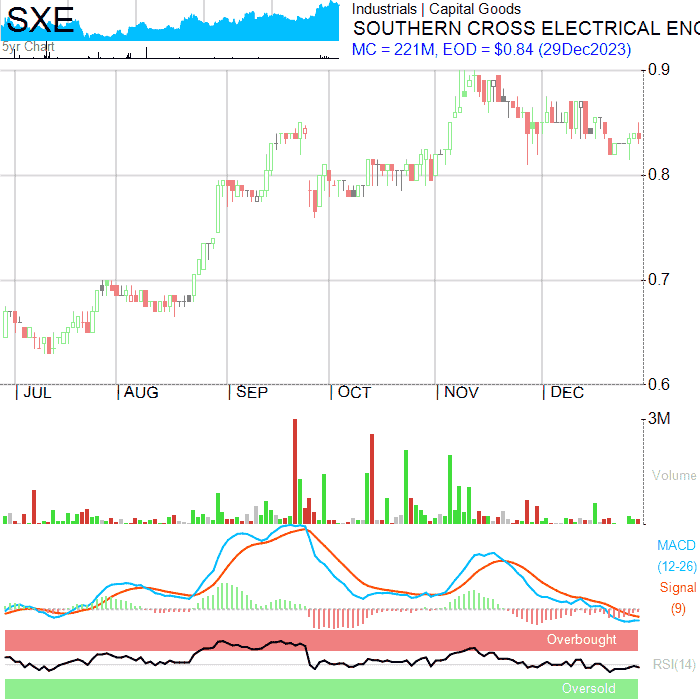 SXE
5yr Chart
Industrials | Capital Goods
SOUTHERN CROSS ELECTRICAL ENG
MC = 221M, EOD = $0.84 (29Dec2023)
0.9
0.8
0.7
0.6
JUL AUG SEP OCT NOV DEC
3M
Volume
MACD
(12-26)
Signal
(9)
Overbought
RSI(14)
Oversold